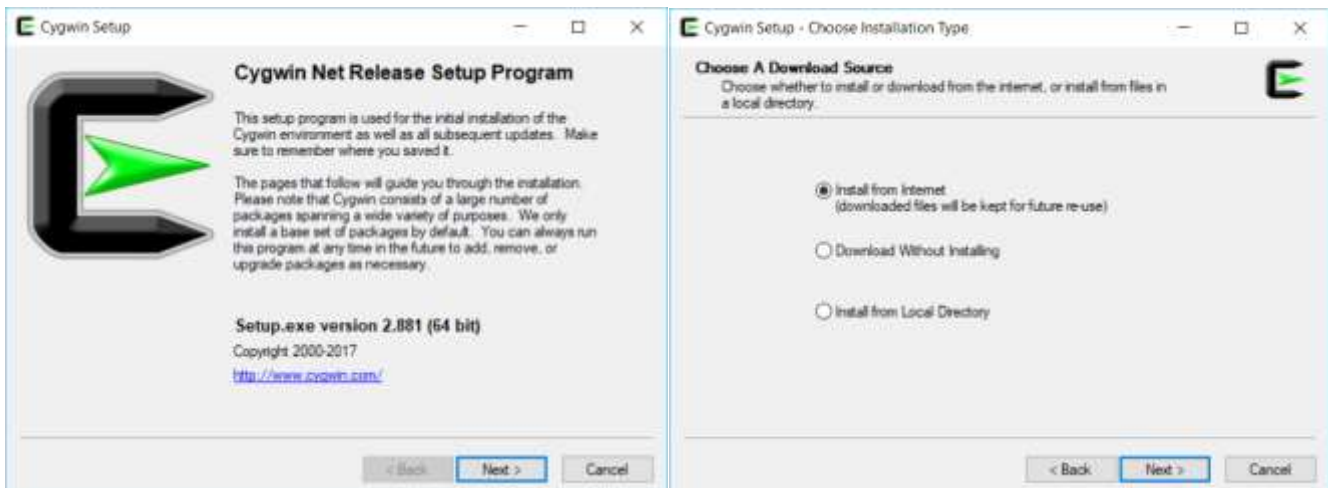 Cygwin Setup
Cygwin Net Release Setup Program
This setup program is used for the initial installation of the
Cygwin environment as well as all subsequent updates. Make
sure to remember where you saved it.
The pages that follow will guide you through the installation.
Please note that Cygwin consists of a large number of
packages spanning a wide variety of purposes. We only
install a base set of packages by default. You can always run
this program at any time in the future to add, remove, or
upgrade packages as necessary.
Setup.exe version 2.881 (64 bit)
Copyright 2000-2017
http://www.cygwin.com/
< Back
Next >
Cancel
Cygwin Setup - Choose Installation Type
Choose A Download Source
Choose whether to install or download from the internet, or install from files in
a local directory.
Install from Internet
(downloaded files will be kept for future re-use)
Download Without Installing
Install from Local Directory
< Back
Next >
Cancel